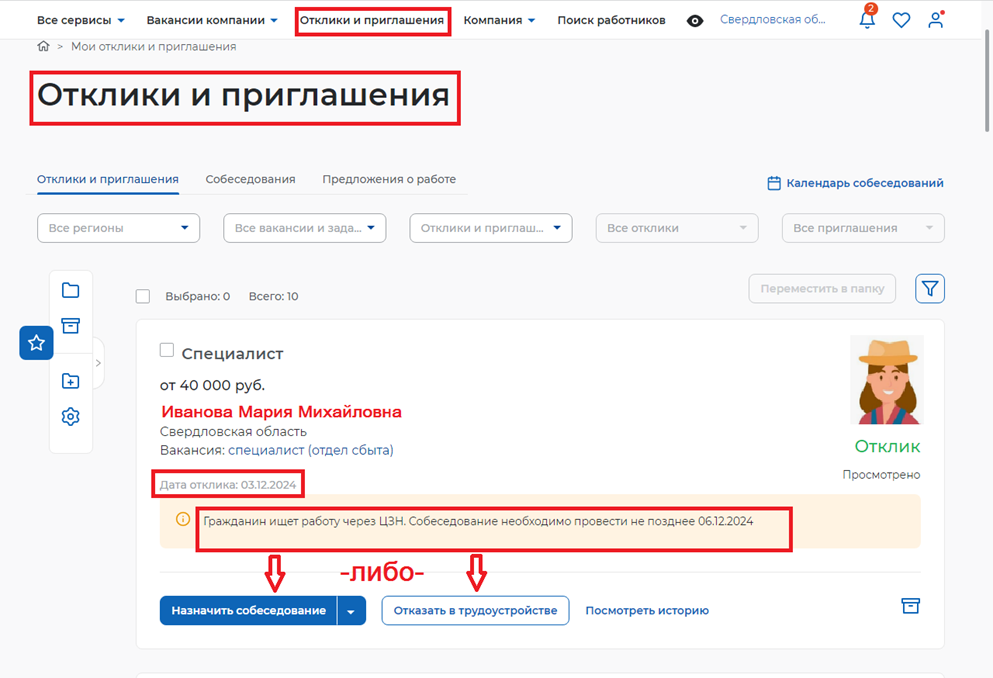 Все сервисы Вакансии компании Отклики и приглашения Компания Поиск работников Свердловская об... 2
> Мои отклики и приглашения
Отклики и приглашения
Отклики и приглашения Собеседования Предложения о работе
Календарь собеседований
Все регионы Все вакансии и зада... Отклики и приглаш... Все отклики Все приглашения
Выбрано: 0 Всего: 10 Переместить в папку
Специалист
от 40 000 руб.
Иванова Мария Михайловна
Свердловская область
Вакансия: специалист (отдел сбыта)
Отклик
Просмотрено
Дата отклика: 03.12.2024
Гражданин ищет работу через ЦЗН. Собеседование необходимо провести не позднее 06.12.2024
-либо-
Назначить собеседование Отказать в трудоустройстве Посмотреть историю